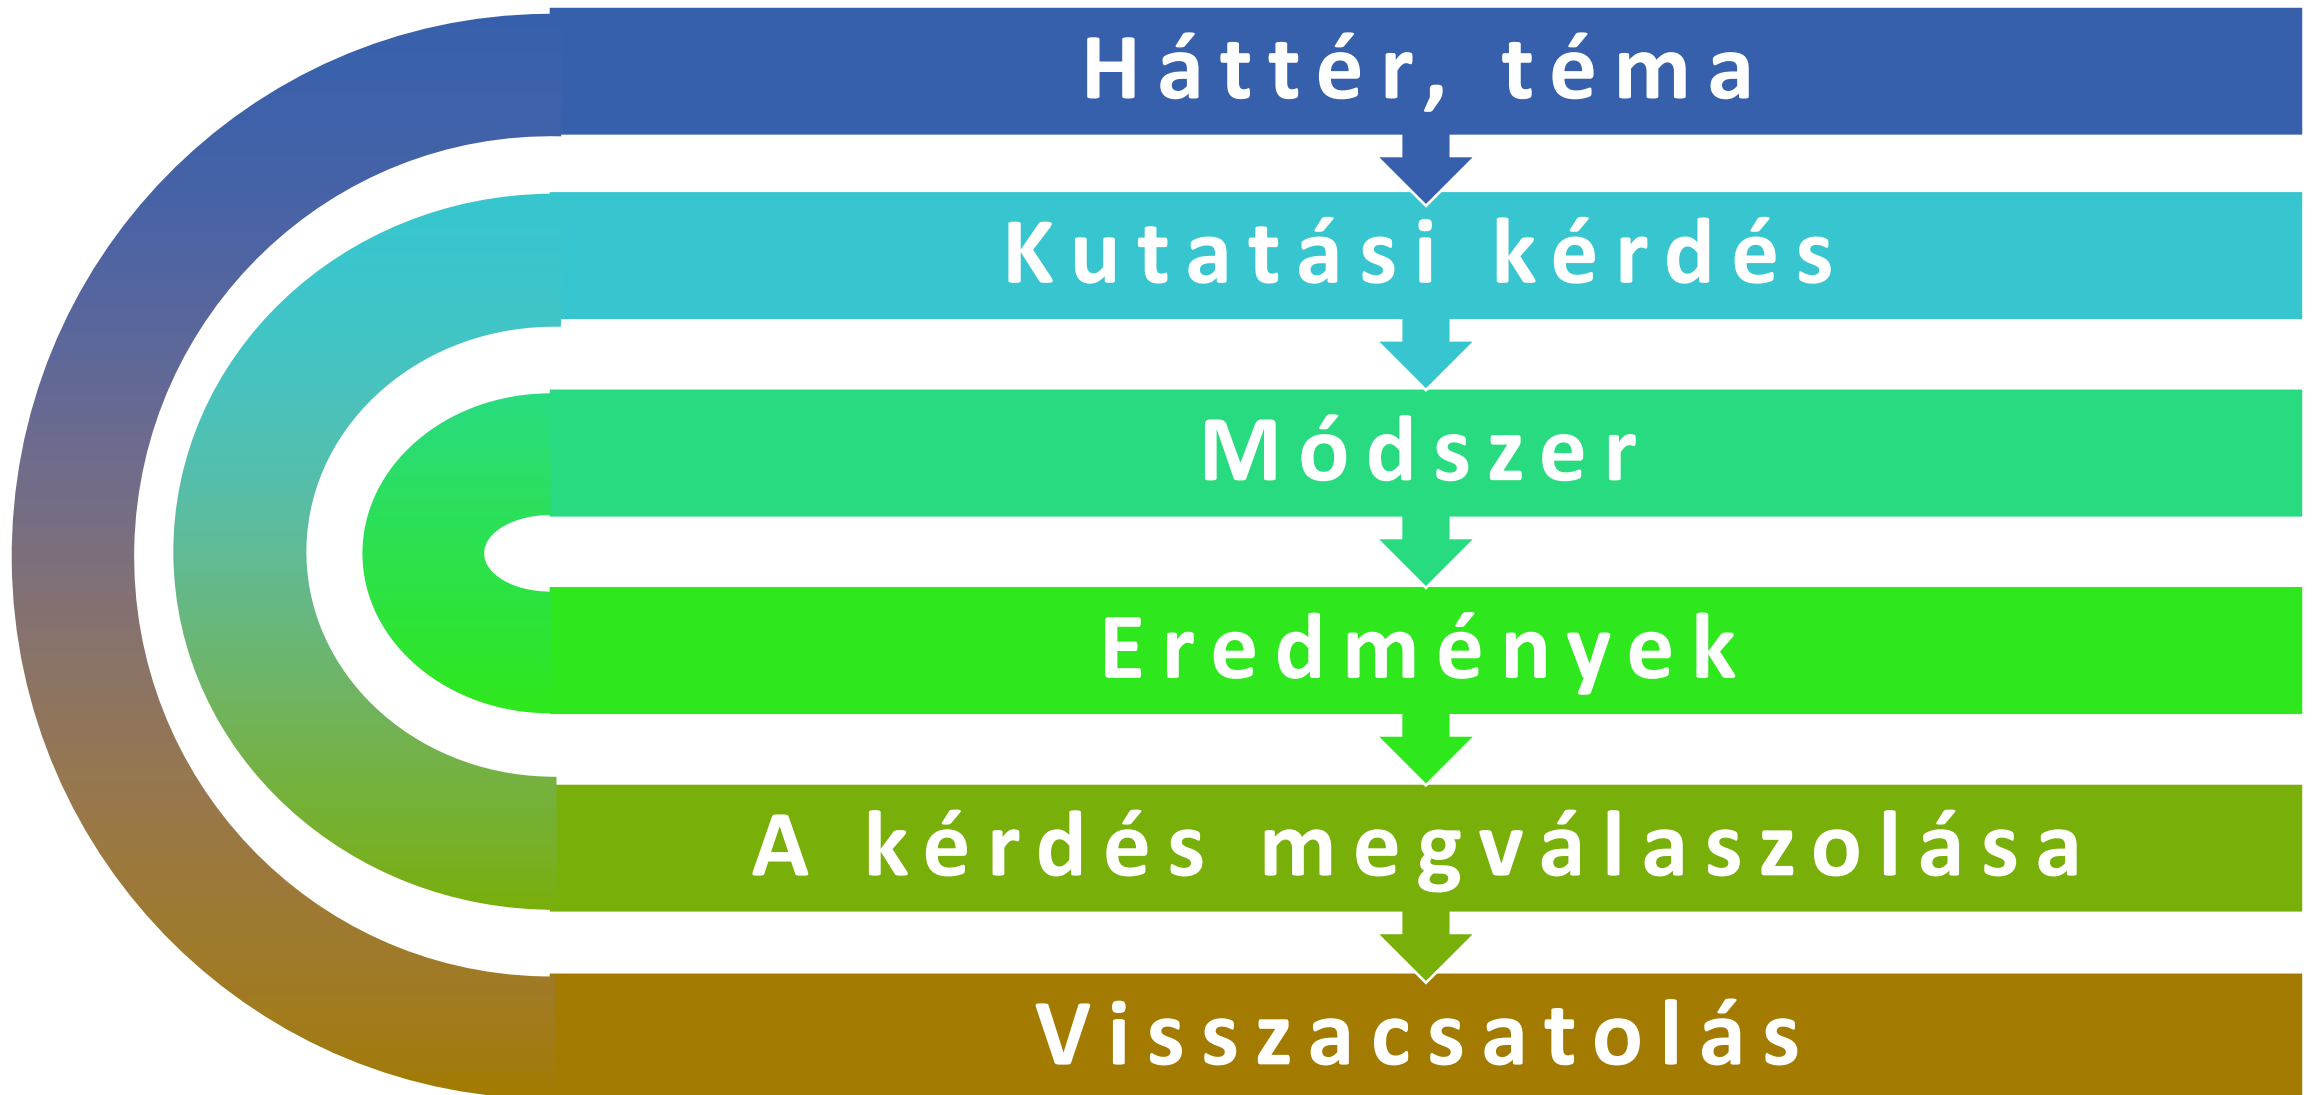 Háttér, téma
Kutatási kérdés
Módszer
Eredmények
A kérdés megválaszolása
Visszacsatolás